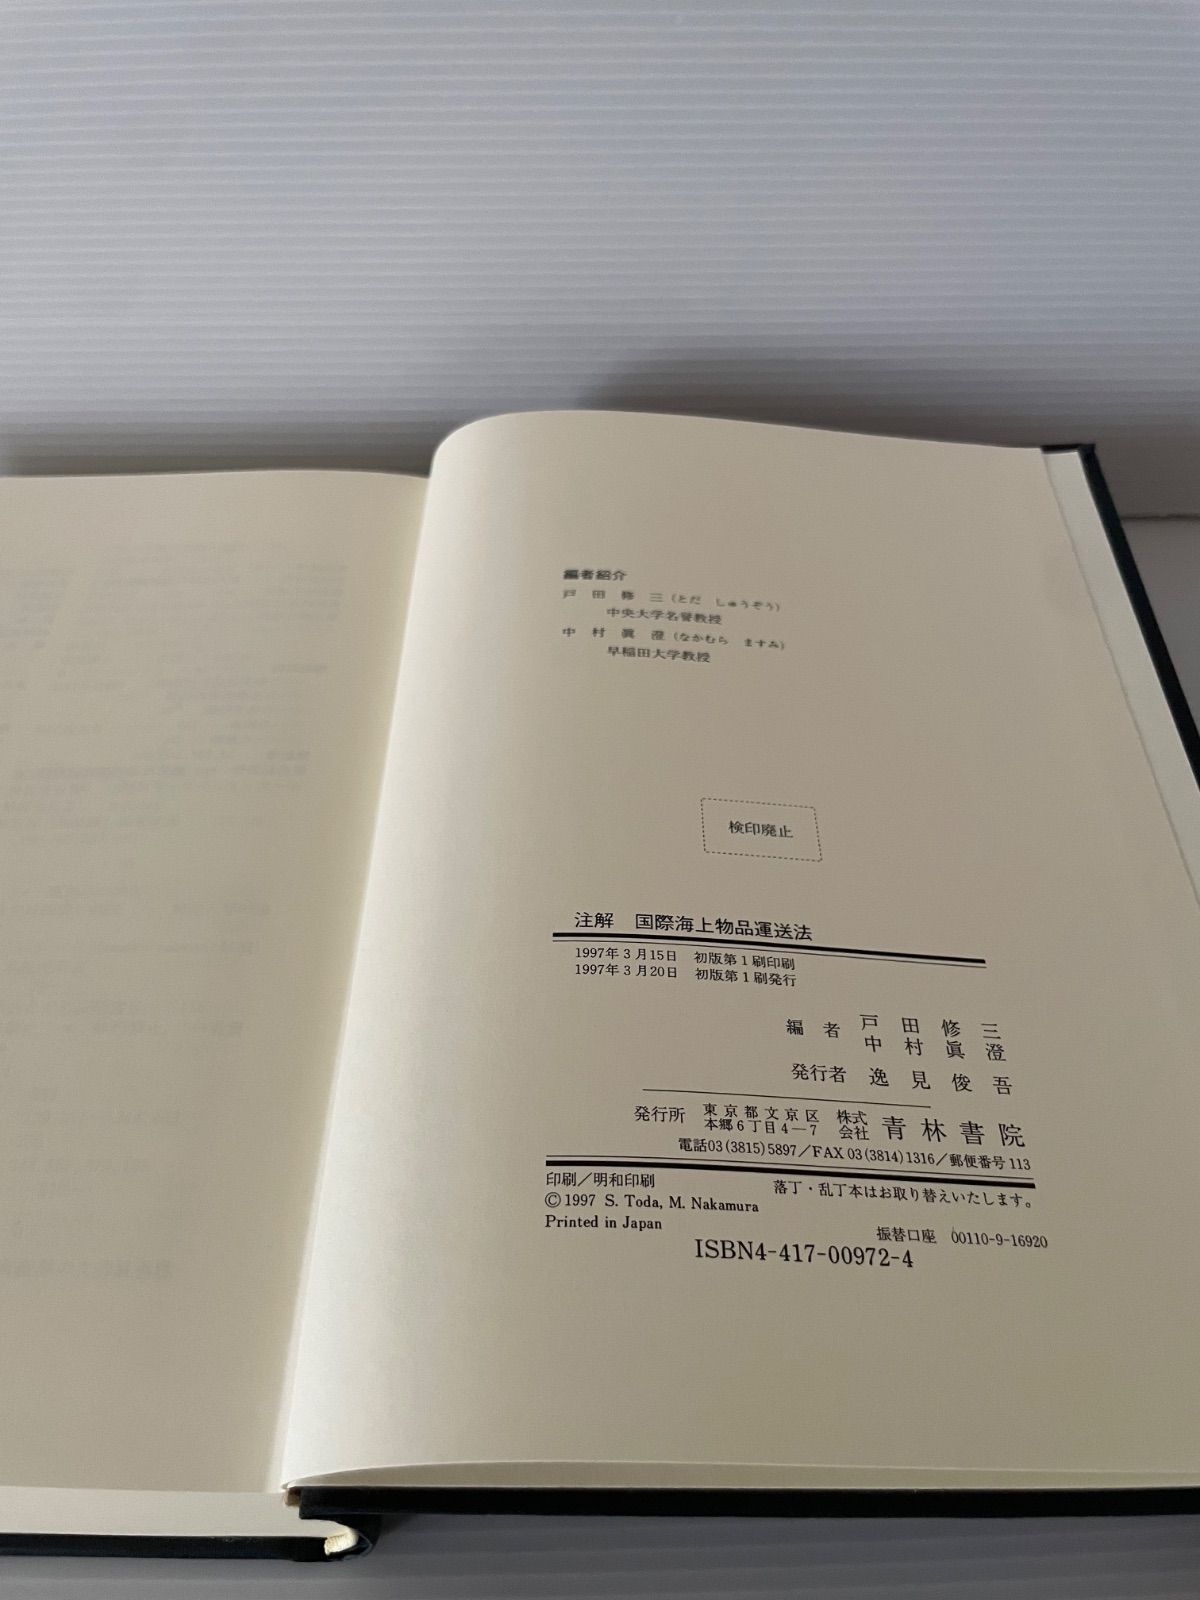 編者紹介
戸田修三(とだ しゅうぞう)
中央大学名誉教授
中村眞澄(なかむら ますみ)
早稲田大学教授
検印廃止
注解 国際海上物品運送法
1997年3月15日 初版第1刷印刷
1997年3月20日 初版第1刷発行
編者 戸田修三
中村眞澄
発行者 逸見俊吾
発行所 東京都文京区本郷6丁目4―7 株式会社 青林書院
電話03(3815)5897/FAX 03(3814)1316/郵便番号113
印刷/明和印刷 落丁・乱丁本はお取り替えいたします。
©1997 S. Toda, M. Nakamura
Printed in Japan
振替口座 00110-9-16920
ISBN4-417-00972-4